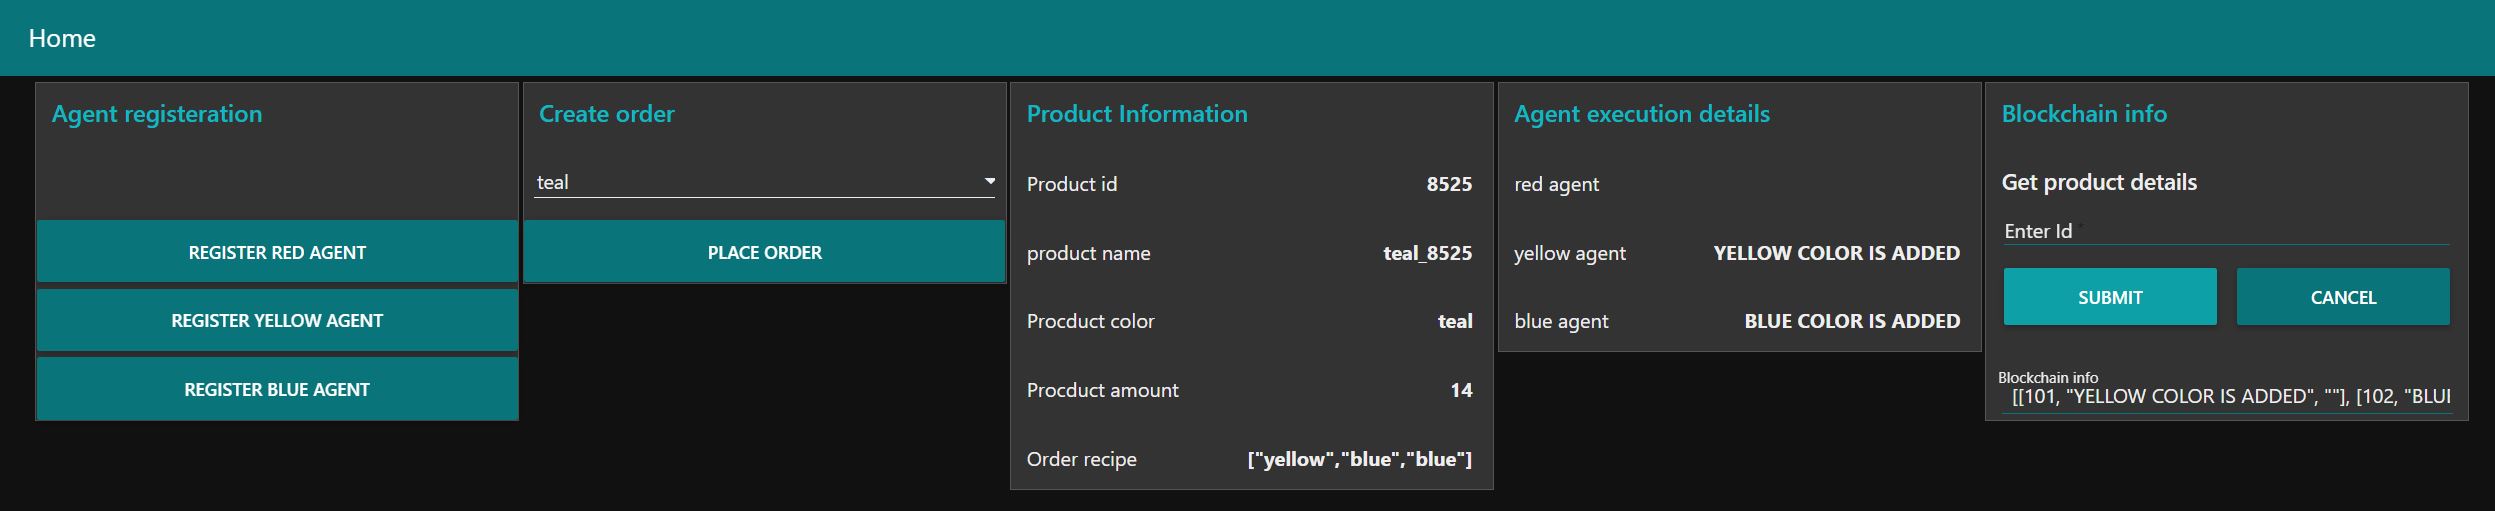 Home
Agent registeration
REGISTER RED AGENT
REGISTER YELLOW AGENT
REGISTER BLUE AGENT
Create order
teal
PLACE ORDER
Product Information
Product id 8525
product name teal_8525
Procduct color teal
Procduct amount 14
Order recipe ["yellow","blue","blue"]
Agent execution details
red agent
yellow agent YELLOW COLOR IS ADDED
blue agent BLUE COLOR IS ADDED
Blockchain info
Get product details
Enter Id *
SUBMIT CANCEL
Blockchain info
[[101, "YELLOW COLOR IS ADDED", ""], [102, "BLUI